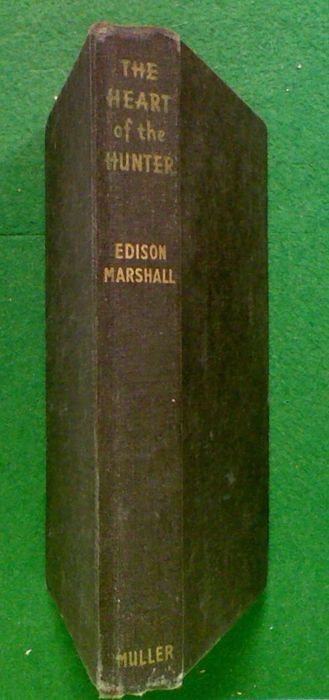 THE
HEART
of the
HUNTER
EDISON
MARSHALL
MULLER